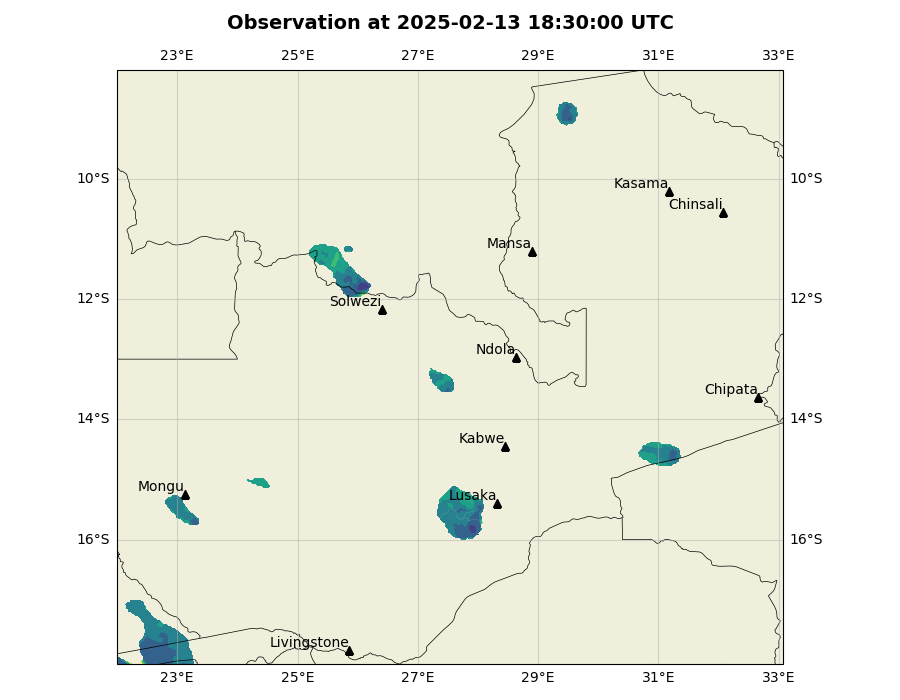 Observation at 2025-02-13 18:30:00 UTC
23°E 25°E 27°E 29°E 31°E 33°E
10°S 10°S
Kasama
Chinsali
Mansa
12°S 12°S
Solwezi
Ndola
Chipata
14°S 14°S
Kabwe
Mongu
Lusaka
16°S 16°S
Livingstone
23°E 25°E 27°E 29°E 31°E 33°E